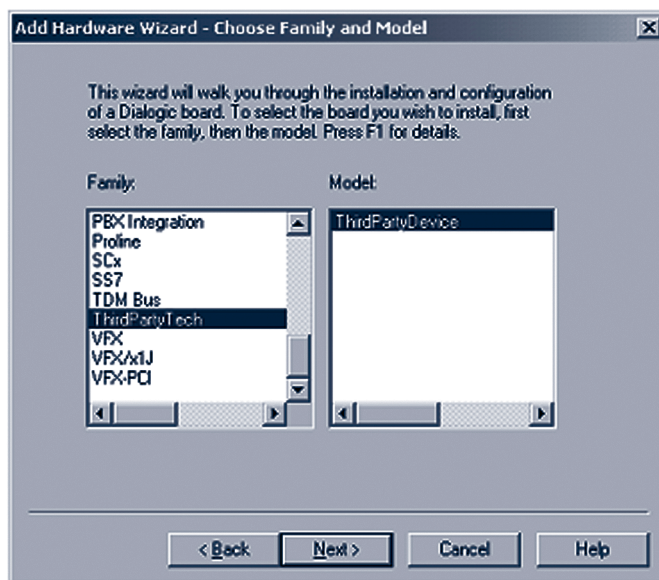 Add Hardware Wizard - Choose Family and Model
This wizard will walk you through the installation and configuration
of a Dialogic board. To select the board you wish to install, first
select the family, then the model. Press F1 for details.
Family:
Model:
PBX Integration
Proline
SCx
SS7
TDM Bus
ThirdPartyTech
VFX
VFX/x1J
VFX-PCI
ThirdPartyDevice
< Back
Next >
Cancel
Help